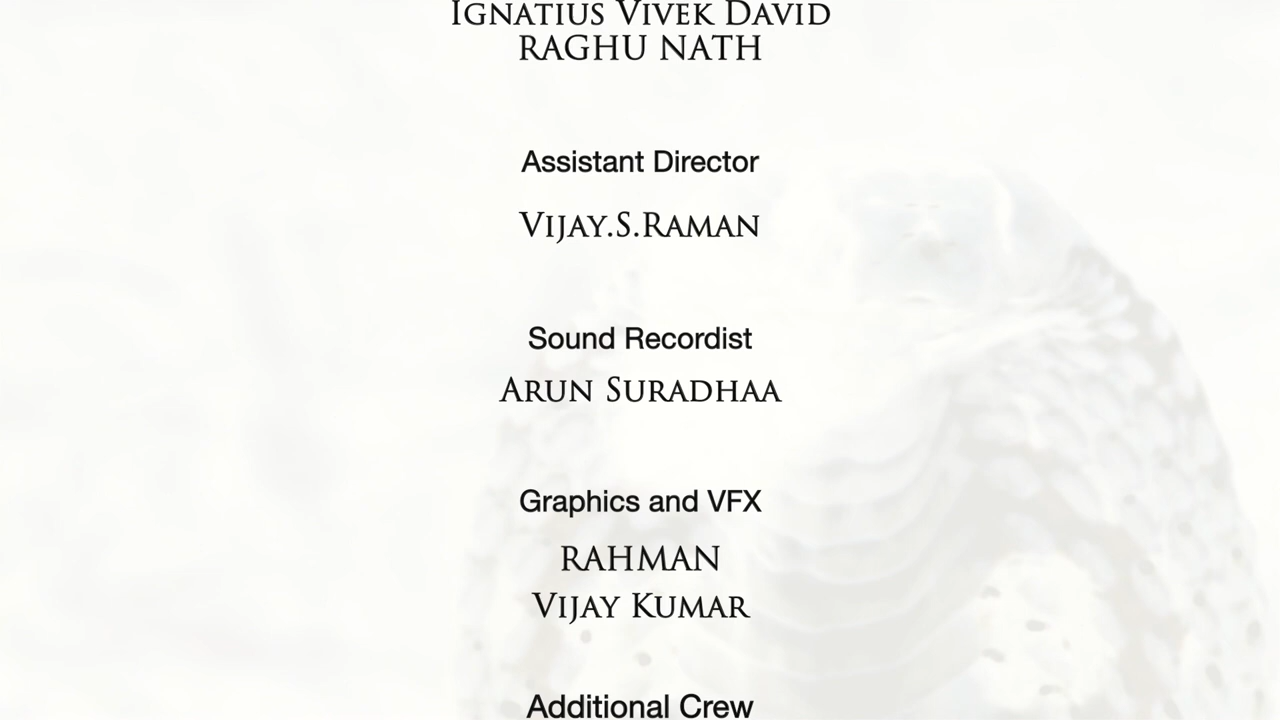 Ignatius Vivek David
RAGHU NATH
Assistant Director
Vijay.S.Raman
Sound Recordist
Arun Suradhaa
Graphics and VFX
RAHMAN
Vijay Kumar
Additional Crew